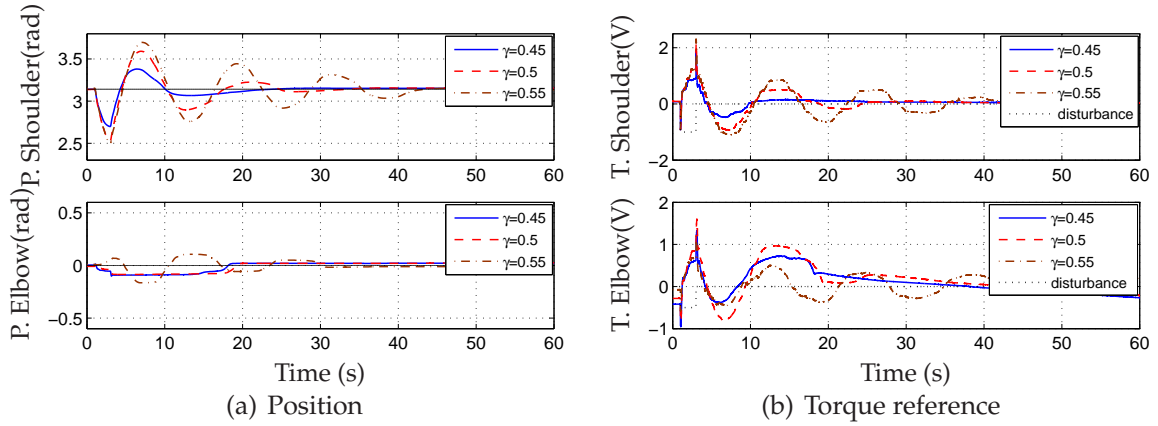 P. Shoulder(rad)
3.5
3
2.5
γ=0.45
γ=0.5
γ=0.55
0 10 20 30 40 50 60
P. Elbow(rad)
0.5
0
−0.5
γ=0.45
γ=0.5
γ=0.55
0 10 20 30 40 50 60
Time (s)
(a) Position
T. Shoulder(V)
2
0
−2
γ=0.45
γ=0.5
γ=0.55
disturbance
0 10 20 30 40 50 60
T. Elbow(V)
2
1
0
−1
γ=0.45
γ=0.5
γ=0.55
disturbance
0 10 20 30 40 50 60
Time (s)
(b) Torque reference